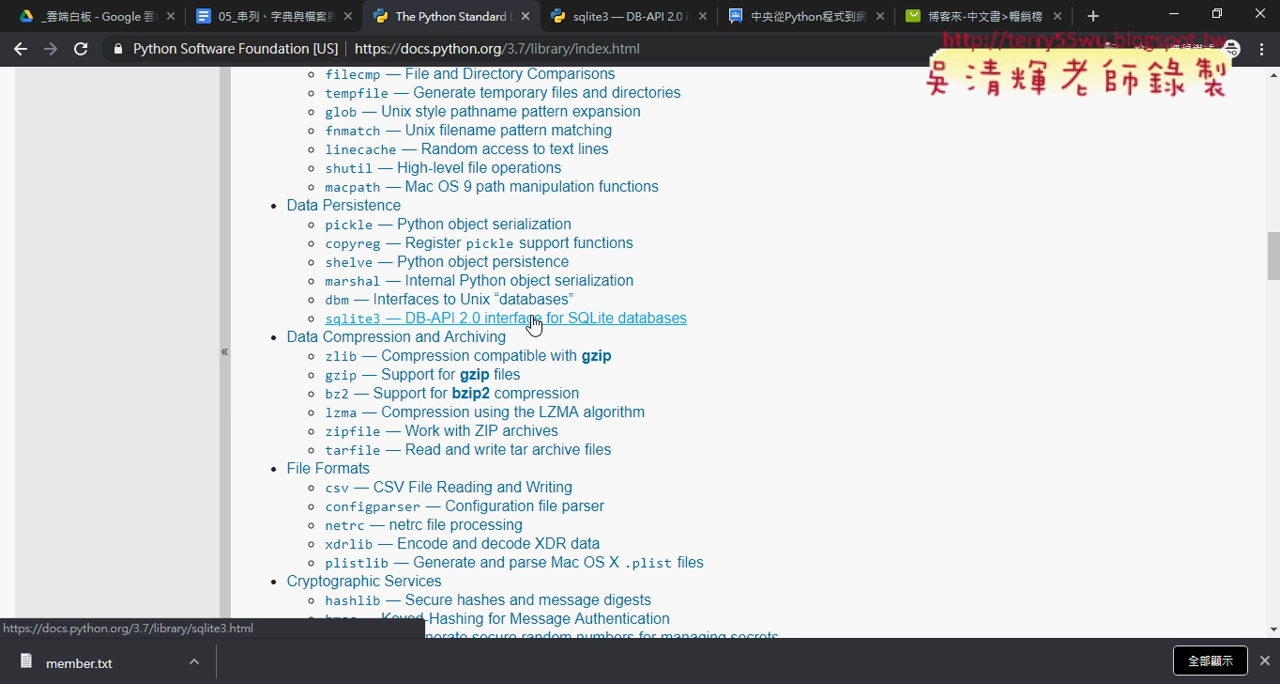 _雲端白板 - Google 雲
05_串列、字典與檔案
The Python Standard
sqlite3 — DB-API 2.0 i
中央從Python程式到網
博客來-中文書>暢銷榜
Python Software Foundation [US]
https://docs.python.org/3.7/library/index.html
http://terry55wu.blogspot.tw
吳清輝老師錄製
filecmp — File and Directory Comparisons
tempfile — Generate temporary files and directories
glob — Unix style pathname pattern expansion
fnmatch — Unix filename pattern matching
linecache — Random access to text lines
shutil — High-level file operations
macpath — Mac OS 9 path manipulation functions
Data Persistence
pickle — Python object serialization
copyreg — Register pickle support functions
shelve — Python object persistence
marshal — Internal Python object serialization
dbm — Interfaces to Unix “databases”
sqlite3 — DB-API 2.0 interface for SQLite databases
Data Compression and Archiving
zlib — Compression compatible with gzip
gzip — Support for gzip files
bz2 — Support for bzip2 compression
lzma — Compression using the LZMA algorithm
zipfile — Work with ZIP archives
tarfile — Read and write tar archive files
File Formats
csv — CSV File Reading and Writing
configparser — Configuration file parser
netrc — netrc file processing
xdrlib — Encode and decode XDR data
plistlib — Generate and parse Mac OS X .plist files
Cryptographic Services
hashlib — Secure hashes and message digests
hmac — Keyed-Hashing for Message Authentication
nerate secure random numbers for managing secrets
https://docs.python.org/3.7/library/sqlite3.html
member.txt
全部顯示